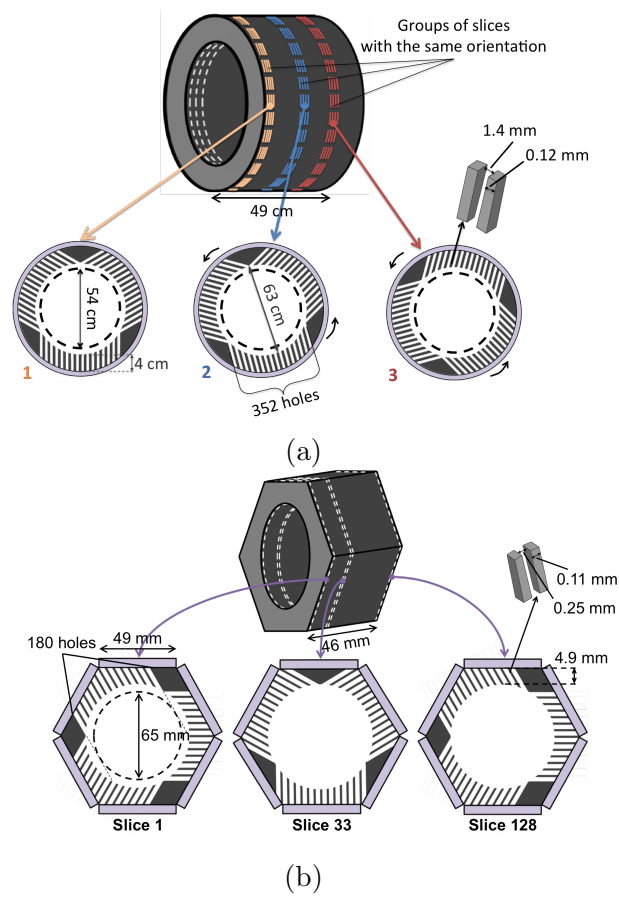 Groups of slices
with the same orientation
1.4 mm
0.12 mm
49 cm
54 cm
4 cm
1
63 cm
2
352 holes
3
(a)
0.11 mm
0.25 mm
46 mm
180 holes
49 mm
4.9 mm
65 mm
Slice 1
Slice 33
Slice 128
(b)